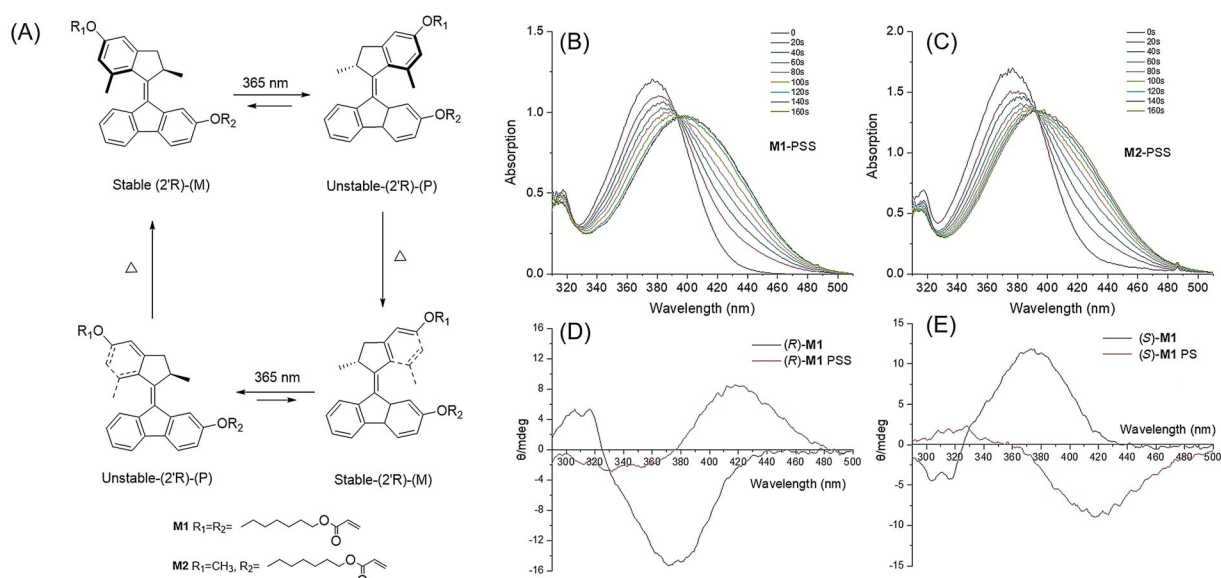 (A)
R₁O
OR₂
Stable (2'R)-(M)
365 nm
OR₁
OR₂
Unstable-(2'R)-(P)
△
△
R₁O
OR₂
Unstable-(2'R)-(P)
365 nm
OR₁
OR₂
Stable-(2'R)-(M)
M1 R₁=R₂=
O
O
M2 R₁=CH₃, R₂=
O
O
(B)
1.5
1.0
0.5
0.0
Absorption
0
20s
40s
60s
80s
100s
120s
140s
160s
M1-PSS
320 340 360 380 400 420 440 460 480 500
Wavelength (nm)
(C)
2.0
1.5
1.0
0.5
0.0
Absorption
0s
20s
40s
60s
80s
100s
120s
140s
160s
M2-PSS
320 340 360 380 400 420 440 460 480 500
Wavelength (nm)
(D)
16
12
8
4
0
-4
-8
-12
-16
θ/mdeg
(R)-M1
(R)-M1 PSS
300 320 340 360 380 400 420 440 460 480 500
Wavelength (nm)
(E)
15
10
5
0
-5
-10
-15
θ/mdeg
(S)-M1
(S)-M1 PS
Wavelength (nm)
300 320 340 360 380 400 420 440 460 480 500